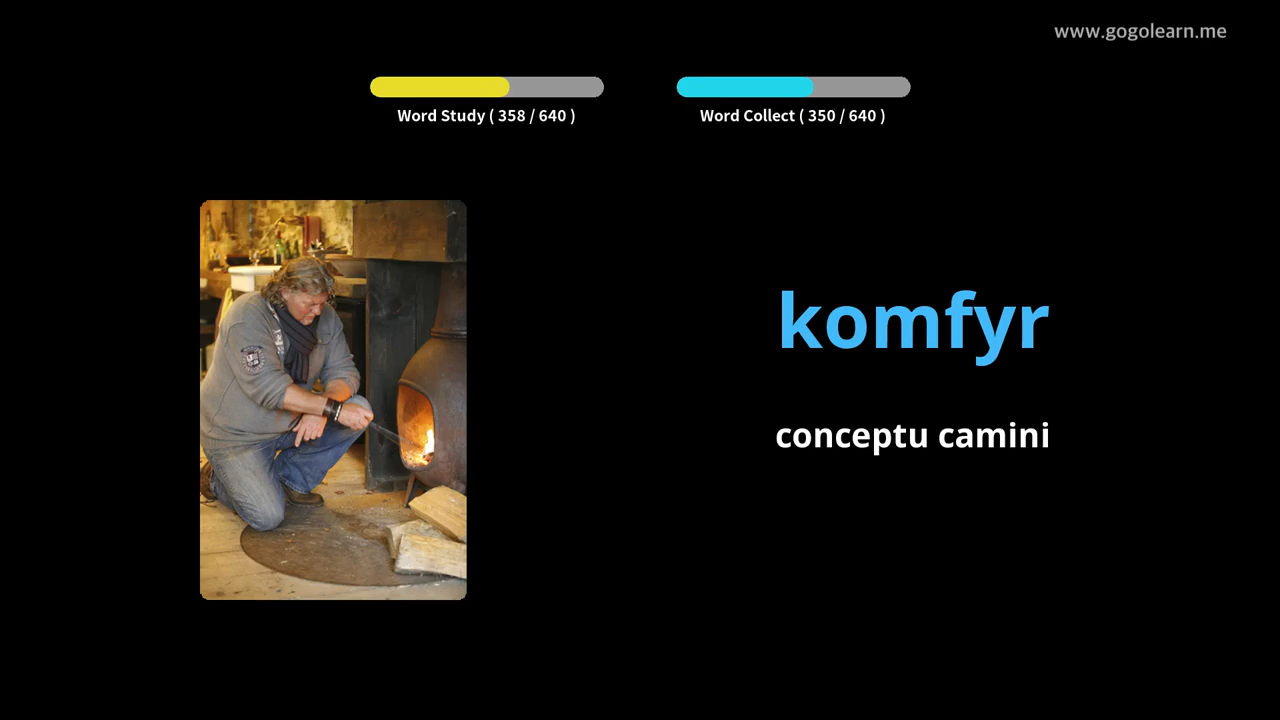 www.gogolearn.me
Word Study ( 358 / 640 )
Word Collect ( 350 / 640 )
komfyr
conceptu camini